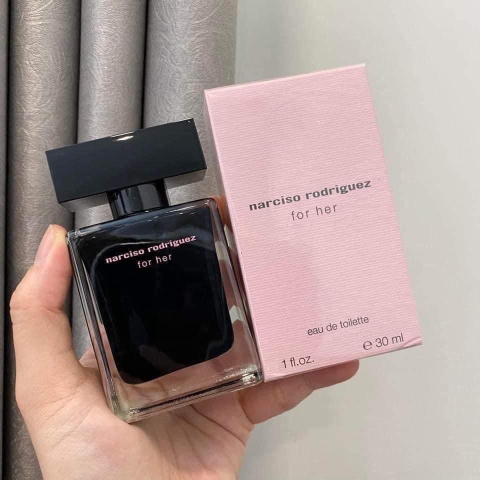 narciso rodriguez
for her
narciso rodriguez
for her
eau de toilette
1 fl.oz. ℮ 30 ml